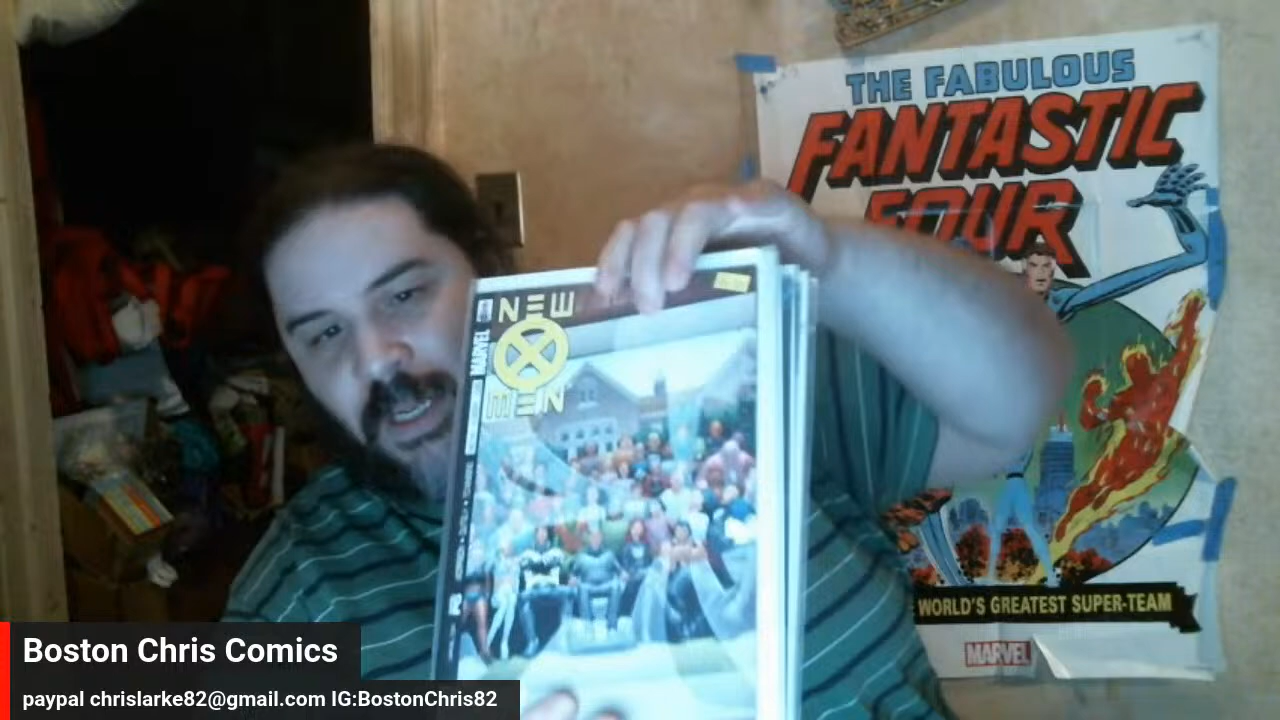 THE FABULOUS
FANTASTIC
FOUR
NEW
X
MEN
MARVEL
WORLD'S GREATEST SUPER-TEAM
MARVEL
Boston Chris Comics
paypal chrislarke82@gmail.com IG:BostonChris82